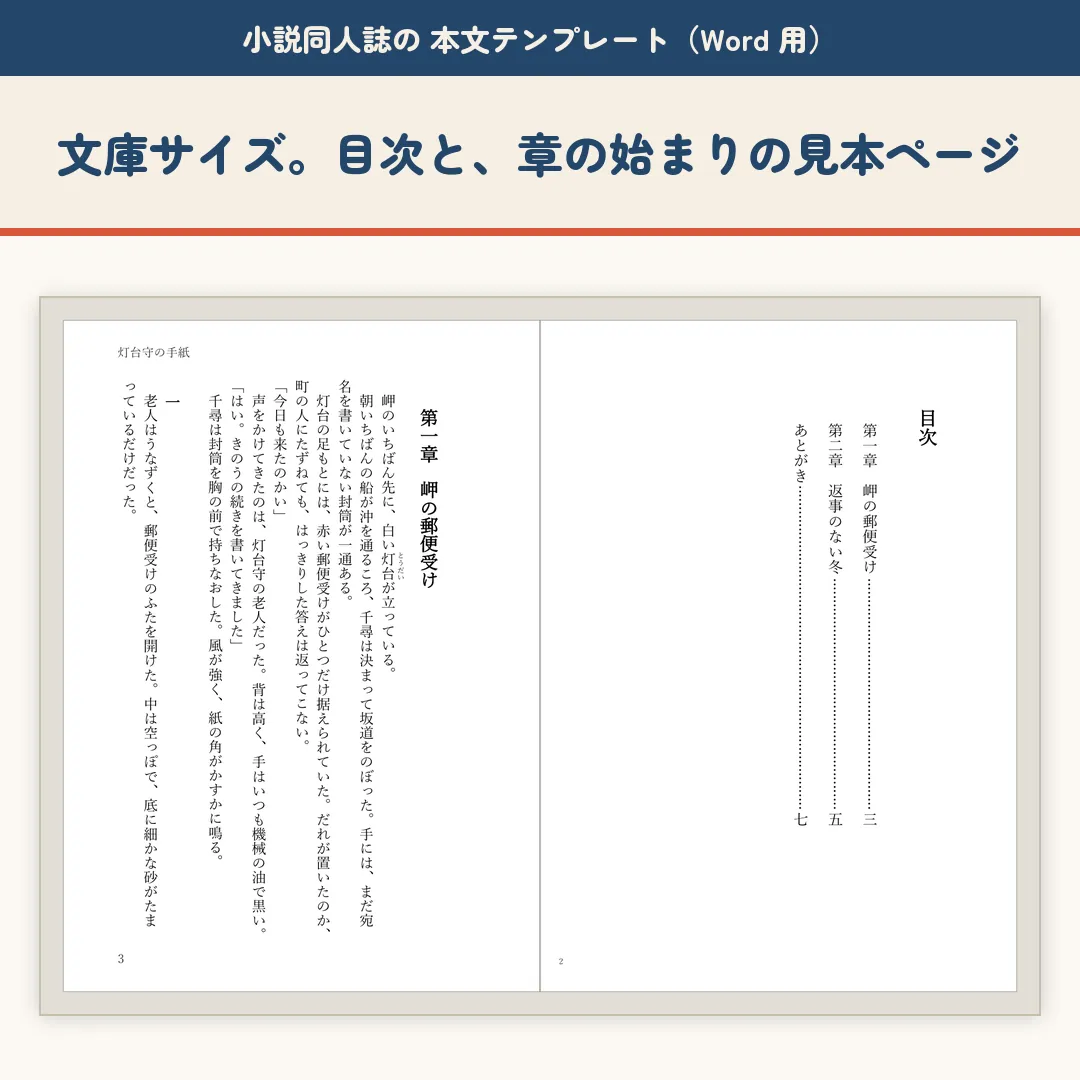 小説同人誌の 本文テンプレート（Word 用）
文庫サイズ。目次と、章の始まりの見本ページ
目次
第一章　岬の郵便受け……………………三
第二章　返事のない冬……………………五
あとがき……………………………………七
2
灯台守の手紙
第一章　岬の郵便受け
岬のいちばん先に、白い灯台が立っている。
とうだい
朝いちばんの船が沖を通るころ、千尋は決まって坂道をのぼった。手には、まだ宛
名を書いていない封筒が一通ある。
灯台の足もとには、赤い郵便受けがひとつだけ据えられていた。だれが置いたのか、
町の人にたずねても、はっきりした答えは返ってこない。
「今日も来たのかい」
声をかけてきたのは、灯台守の老人だった。背は高く、手はいつも機械の油で黒い。
「はい。きのうの続きを書いてきました」
千尋は封筒を胸の前で持ちなおした。風が強く、紙の角がかすかに鳴る。
一
老人はうなずくと、郵便受けのふたを開けた。中は空っぽで、底に細かな砂がたま
っているだけだった。
3